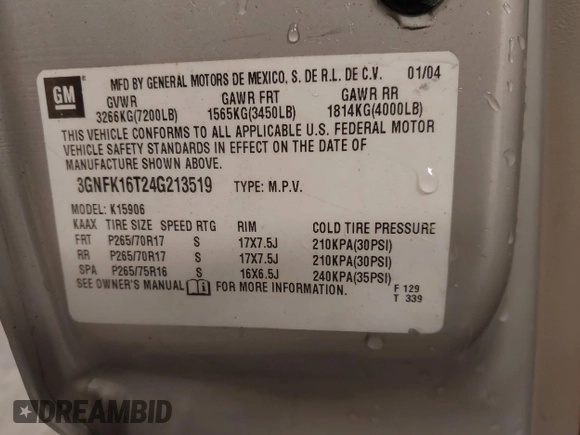 GM
MFD BY GENERAL MOTORS DE MEXICO, S. DE R.L. DE C.V. 01/04
GVWR GAWR FRT GAWR RR
3266KG(7200LB) 1565KG(3450LB) 1814KG(4000LB)
THIS VEHICLE CONFORMS TO ALL APPLICABLE U.S. FEDERAL MOTOR
VEHICLE SAFETY STANDARDS IN EFFECT ON THE DATE OF
MANUFACTURE SHOWN ABOVE.
3GNFK16T24G213519 TYPE: M.P.V.
MODEL: K15906
KAAX TIRE SIZE SPEED RTG RIM COLD TIRE PRESSURE
FRT P265/70R17 S 17X7.5J 210KPA(30PSI)
RR P265/70R17 S 17X7.5J 210KPA(30PSI)
SPA P265/75R16 S 16X6.5J 240KPA(35PSI)
SEE OWNER'S MANUAL FOR MORE INFORMATION.
F 129
T 339
DREAMBID